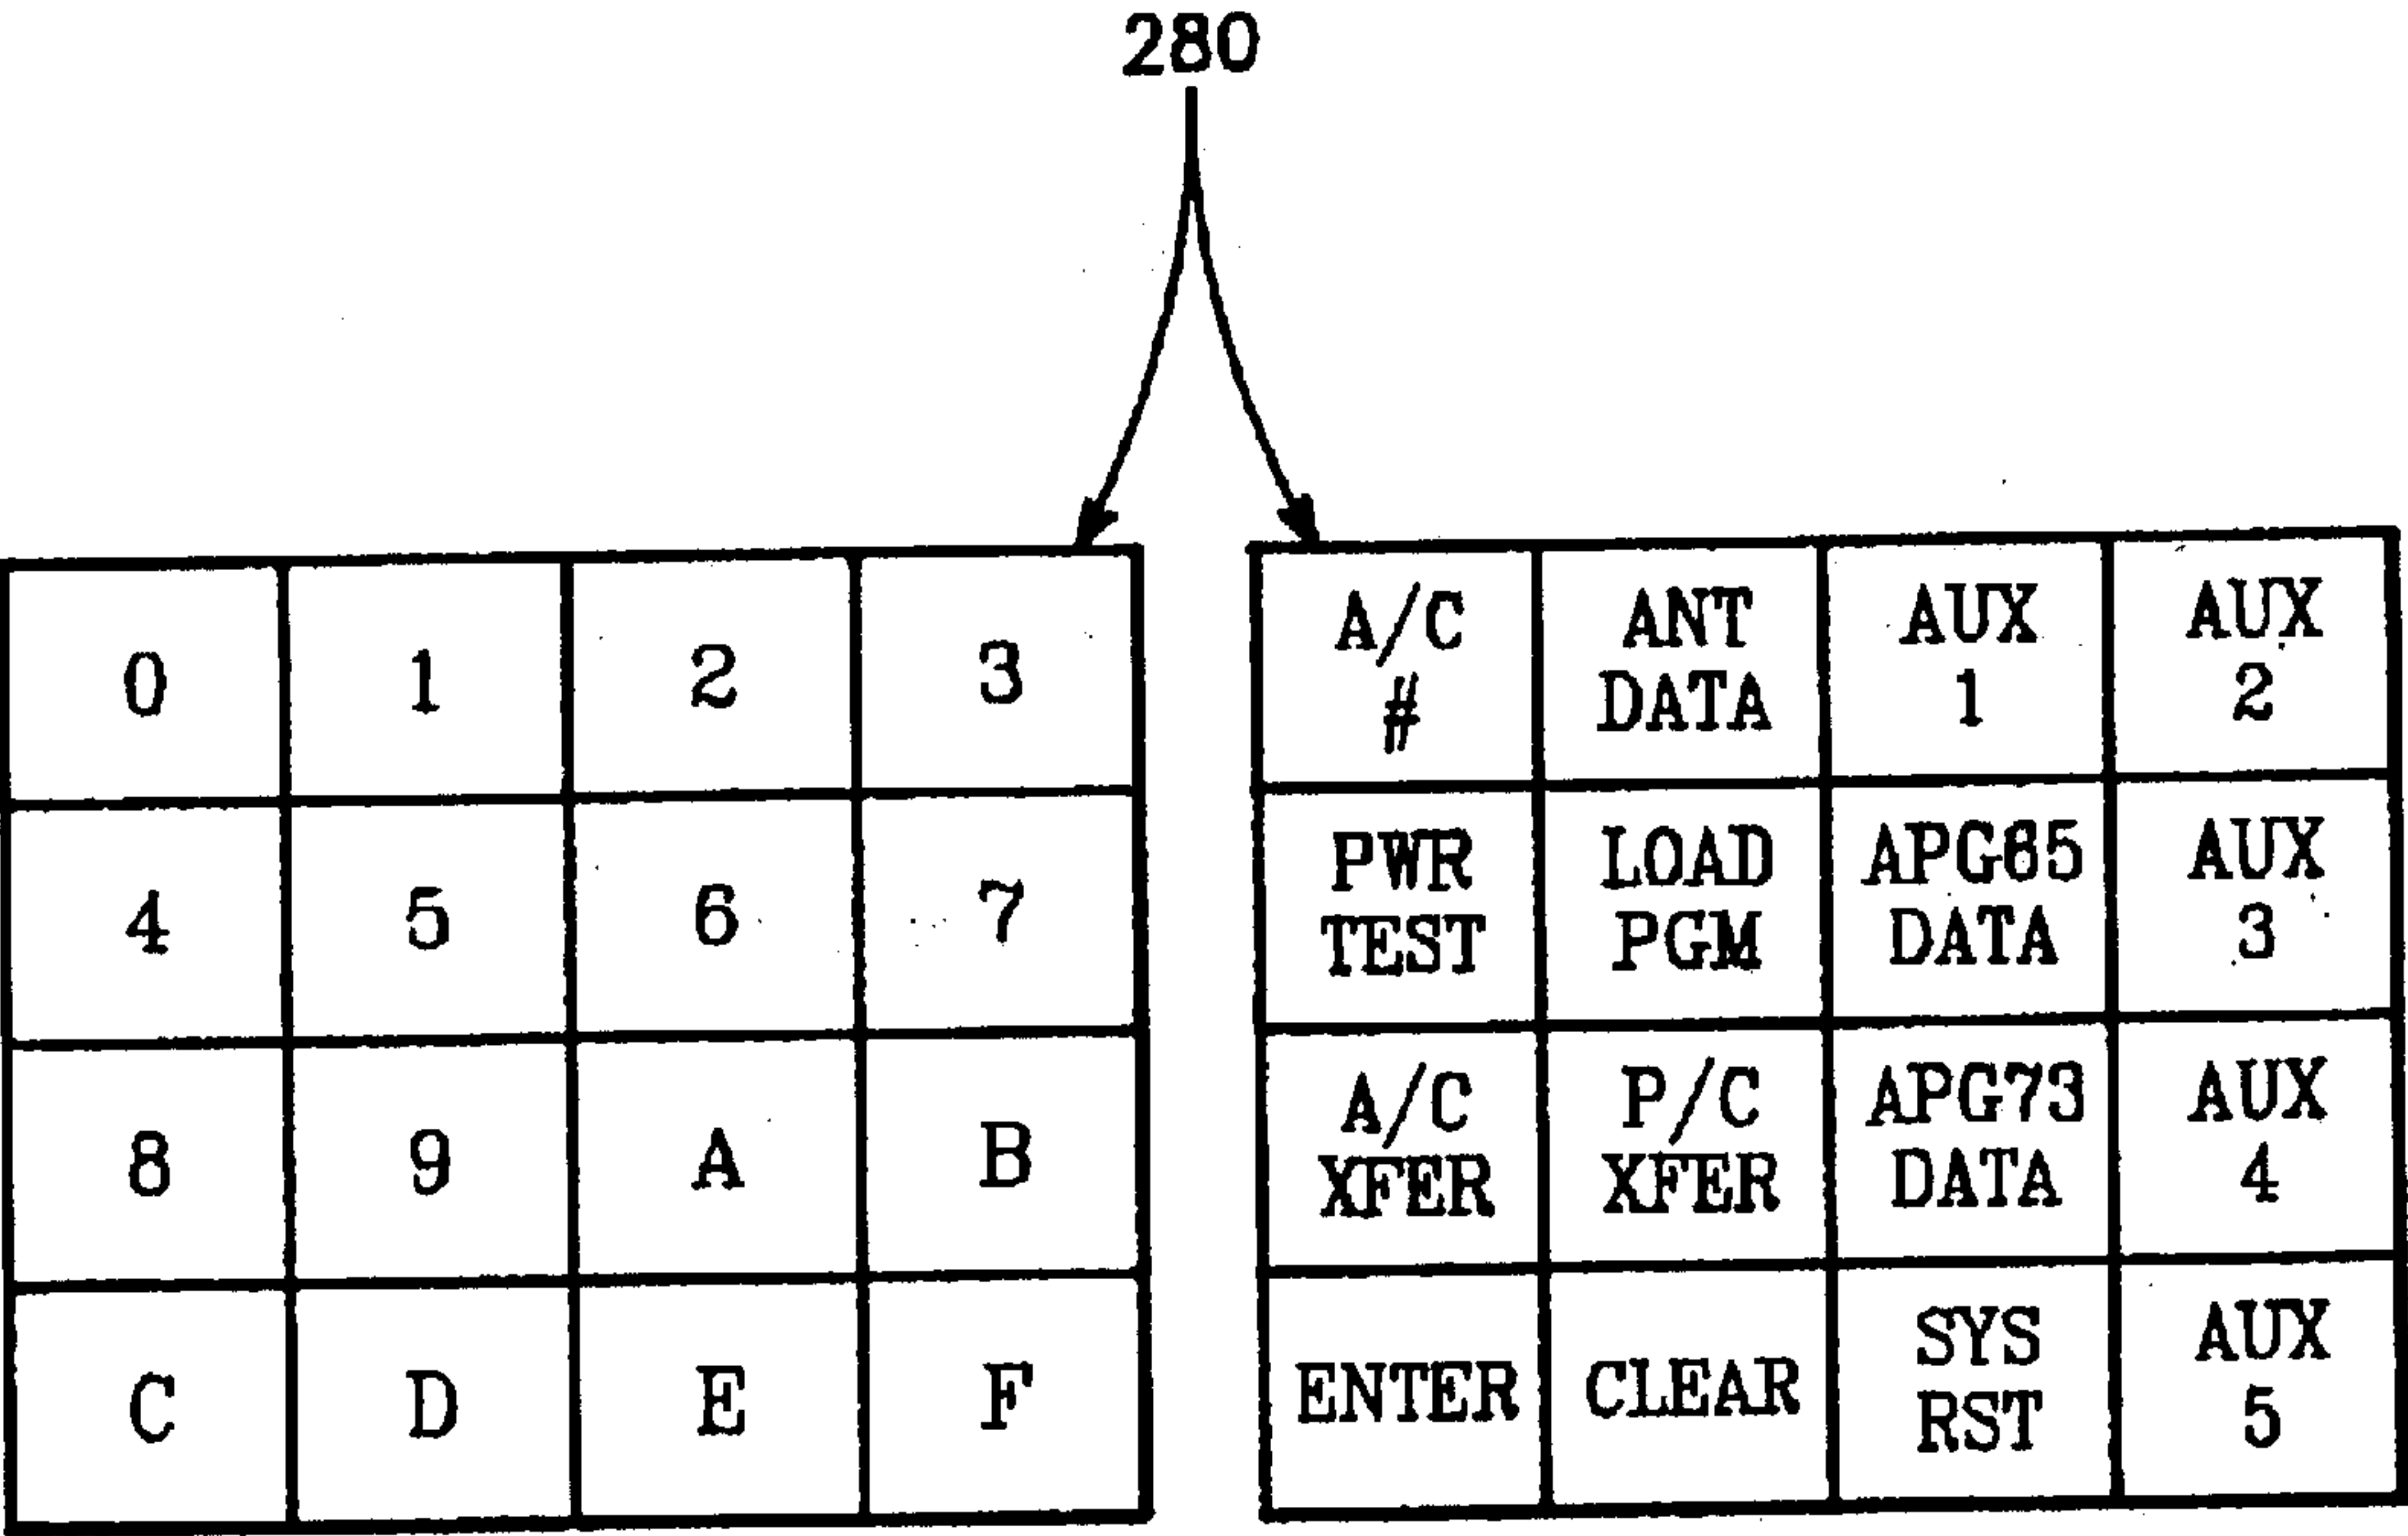 280
0 1 2 3
4 5 6 7
8 9 A B
C D E F
A/C
#
ANT
DATA
AUX
1
AUX
2
PWR
TEST
LOAD
PGM
APG65
DATA
AUX
3
A/C
XFER
P/C
XFER
APG73
DATA
AUX
4
ENTER
CLEAR
SYS
RST
AUX
5